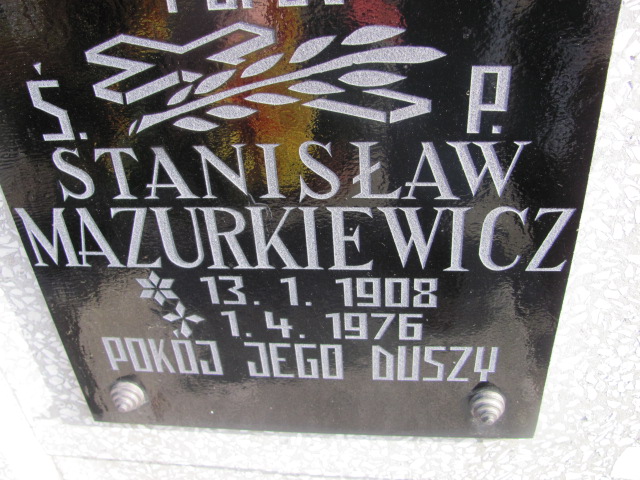 Ś. P.
STANISŁAW
MAZURKIEWICZ
13. 1. 1908
1. 4. 1976
POKÓJ JEGO DUSZY